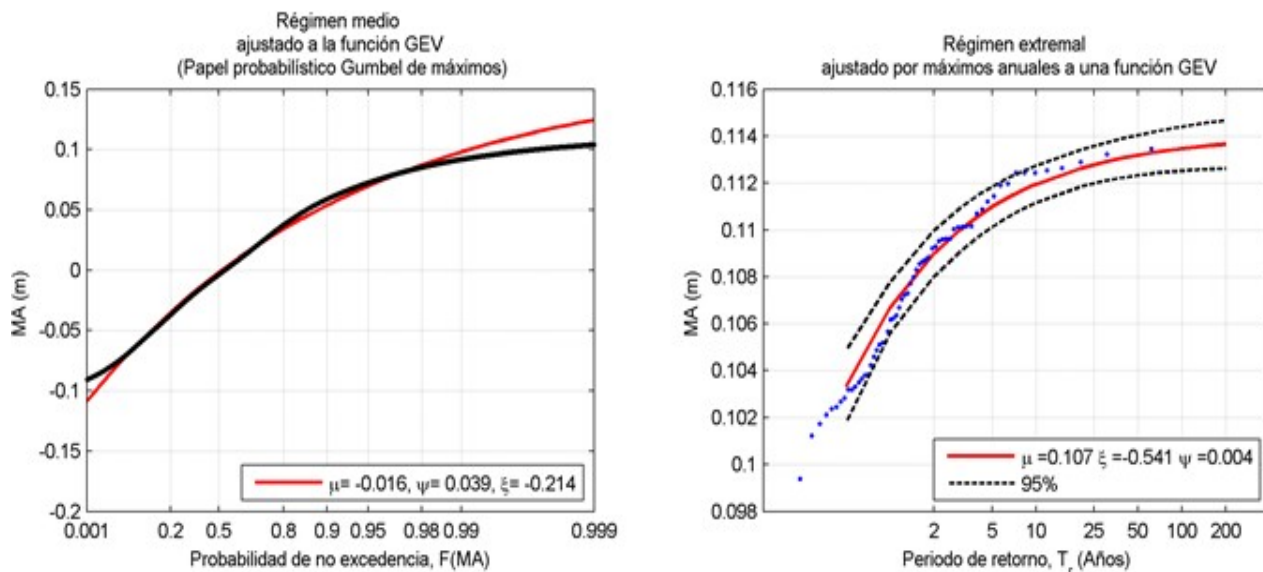 Régimen medio
ajustado a la función GEV
(Papel probabilístico Gumbel de máximos)
0.15
0.1
0.05
0
-0.05
-0.1
-0.15
-0.2
MA (m)
μ= -0.016, ψ= 0.039, ξ= -0.214
0.001 0.2 0.5 0.8 0.9 0.95 0.98 0.99 0.999
Probabilidad de no excedencia, F(MA)
Régimen extremal
ajustado por máximos anuales a una función GEV
0.116
0.114
0.112
0.11
0.108
0.106
0.104
0.102
0.1
0.098
MA (m)
μ =0.107 ξ =-0.541 ψ =0.004
95%
2 5 10 25 50 100 200
Periodo de retorno, Tr (Años)